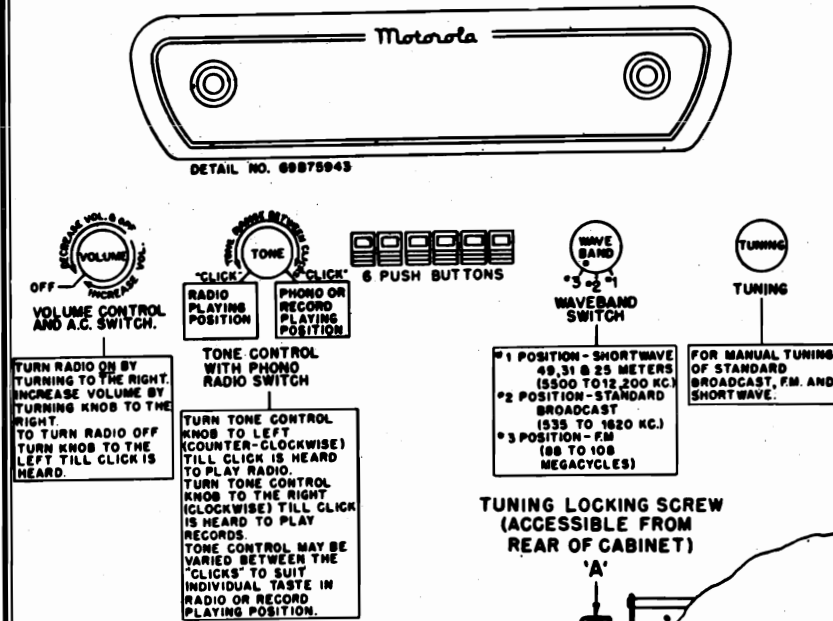 Motorola
DETAIL NO. 69B75943
DECREASE VOL. & OFF
VOLUME
INCREASE VOL.
OFF
VOLUME CONTROL
AND A.C. SWITCH.
TURN RADIO ON BY
TURNING TO THE RIGHT.
INCREASE VOLUME BY
TURNING KNOB TO THE
RIGHT.
TO TURN RADIO OFF
TURN KNOB TO THE
LEFT TILL CLICK IS
HEARD.
TONE RANGE BETWEEN CLICKS
TONE
"CLICK"
"CLICK"
RADIO
PLAYING
POSITION
PHONO OR
RECORD
PLAYING
POSITION
TONE CONTROL
WITH PHONO
RADIO SWITCH
TURN TONE CONTROL
KNOB TO LEFT
(COUNTER-CLOCKWISE)
TILL CLICK IS HEARD
TO PLAY RADIO.
TURN TONE CONTROL
KNOB TO THE RIGHT
(CLOCKWISE) TILL CLICK
IS HEARD TO PLAY
RECORDS.
TONE CONTROL MAY BE
VARIED BETWEEN THE
"CLICKS" TO SUIT
INDIVIDUAL TASTE IN
RADIO OR RECORD
PLAYING POSITION.
6 PUSH BUTTONS
WAVE
BAND
#3 #2 #1
WAVEBAND
SWITCH
#1 POSITION-SHORTWAVE
49,31 & 25 METERS
(5500 TO 12,200 KC.)
#2 POSITION-STANDARD
BROADCAST
(535 TO 1620 KC.)
#3 POSITION-F.M
(88 TO 108
MEGACYCLES)
TUNING
TUNING
FOR MANUAL TUNING
OF STANDARD
BROADCAST, F.M. AND
SHORTWAVE.
TUNING LOCKING SCREW
(ACCESSIBLE FROM
REAR OF CABINET)
'A'